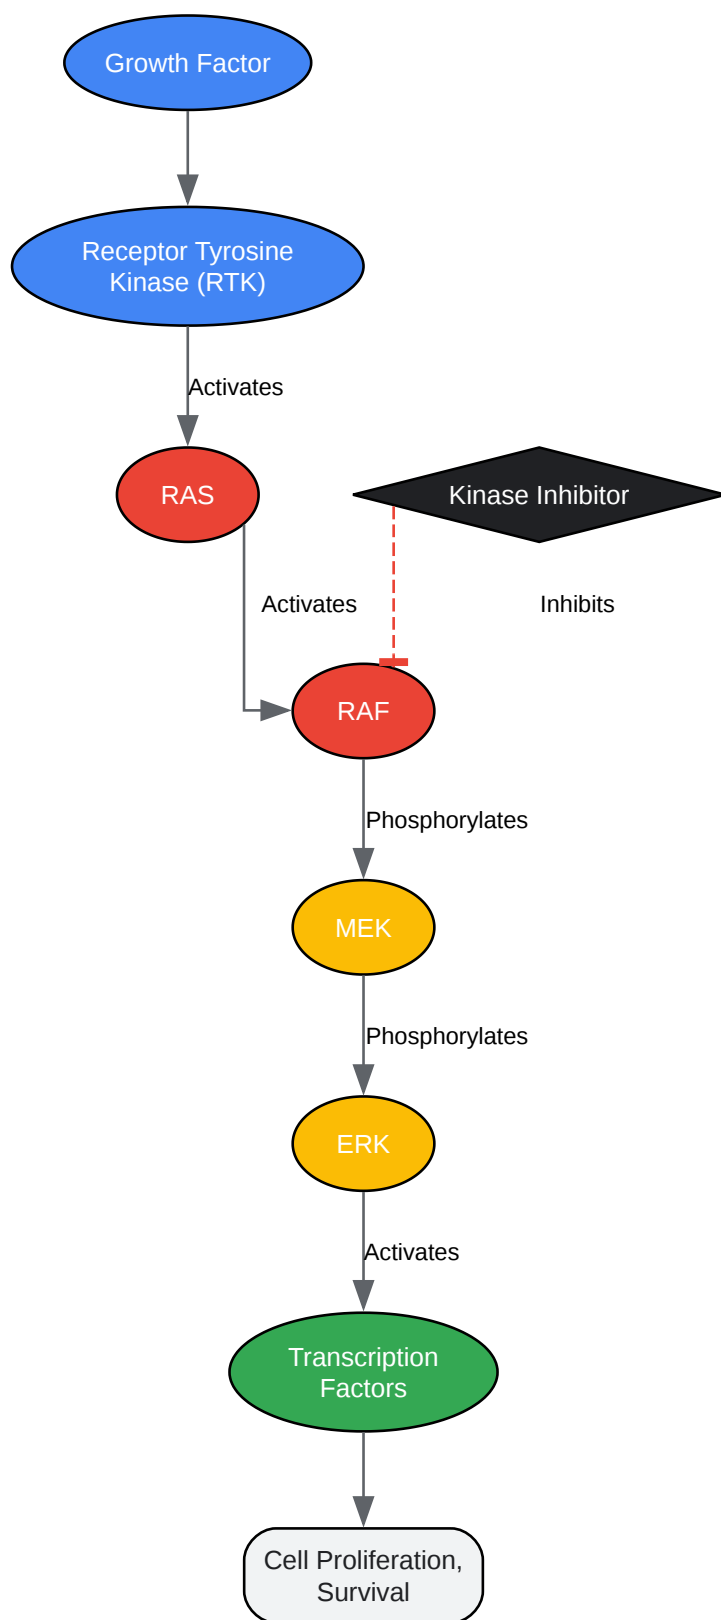 Growth Factor
Receptor Tyrosine
Kinase (RTK)
Activates
RAS
Kinase Inhibitor
Activates
Inhibits
RAF
Phosphorylates
MEK
Phosphorylates
ERK
Activates
Transcription
Factors
Cell Proliferation,
Survival